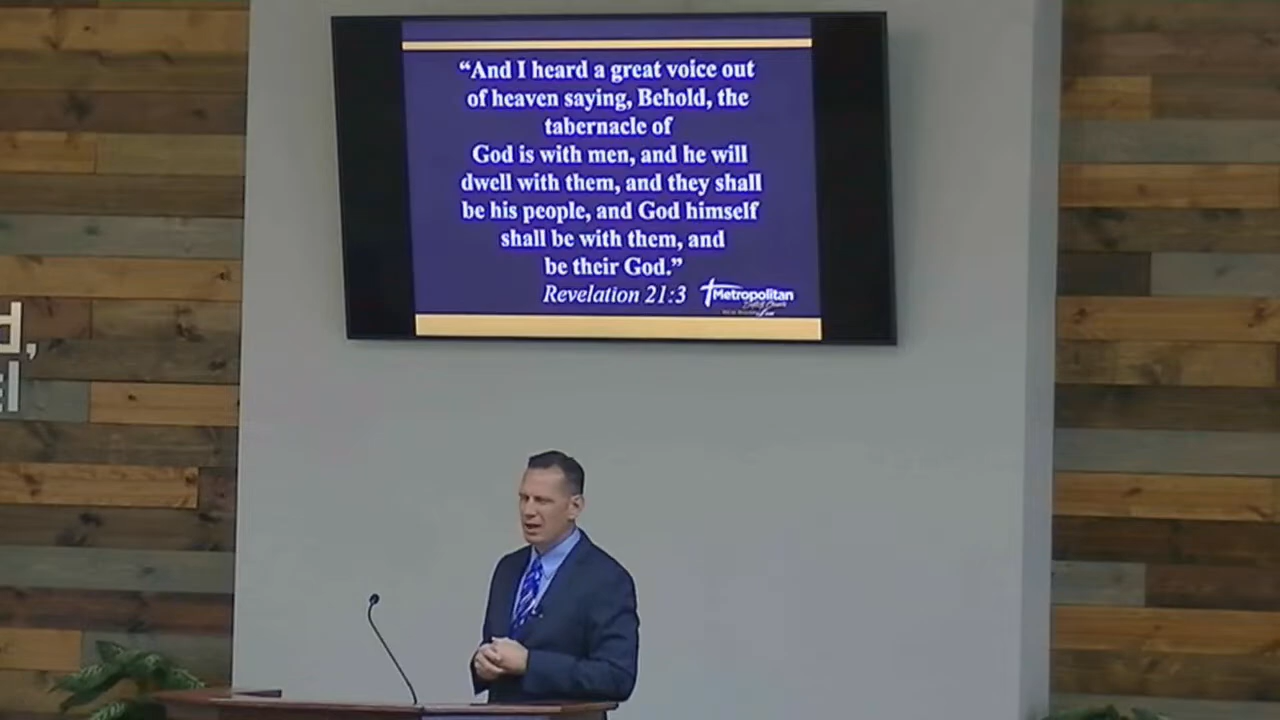 “And I heard a great voice out
of heaven saying, Behold, the
tabernacle of
God is with men, and he will
dwell with them, and they shall
be his people, and God himself
shall be with them, and
be their God.”
Revelation 21:3
Metropolitan
d,
el